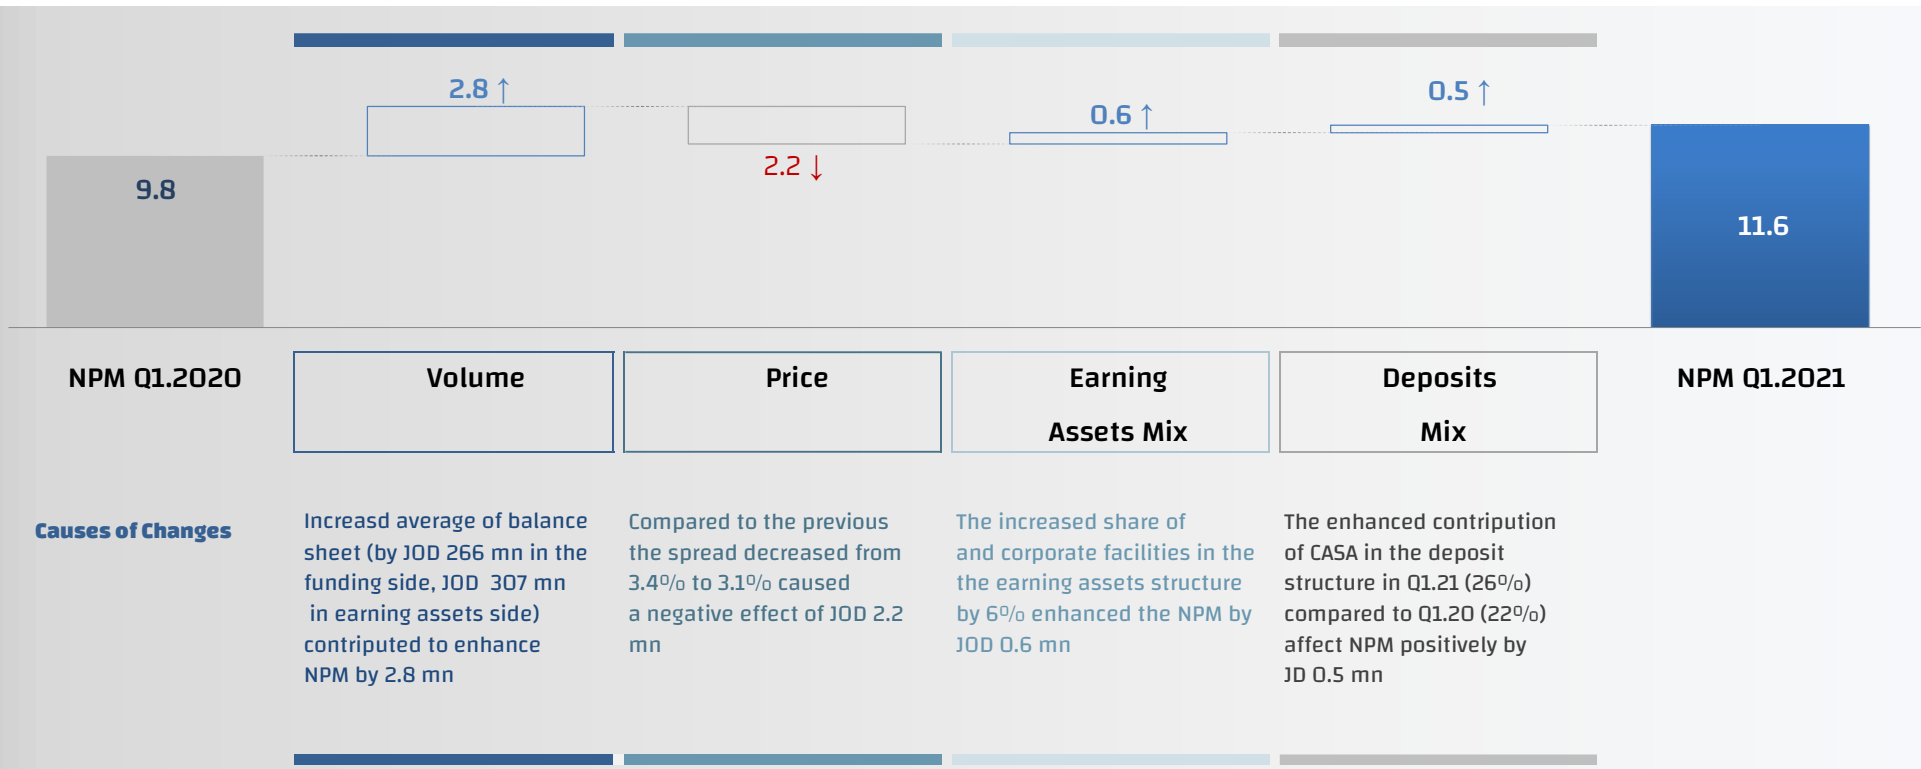 2.8 ↑
2.2 ↓
0.6 ↑
0.5 ↑
9.8
11.6
NPM Q1.2020
Volume
Price
Earning
Assets Mix
Deposits
Mix
NPM Q1.2021
Causes of Changes
Increasd average of balance
sheet (by JOD 266 mn in the
funding side, JOD 307 mn
in earning assets side)
contriputed to enhance
NPM by 2.8 mn
Compared to the previous
the spread decreased from
3.4% to 3.1% caused
a negative effect of JOD 2.2
mn
The increased share of
and corporate facilities in the
the earning assets structure
by 6% enhanced the NPM by
JOD 0.6 mn
The enhanced contripution
of CASA in the deposit
structure in Q1.21 (26%)
compared to Q1.20 (22%)
affect NPM positively by
JD 0.5 mn